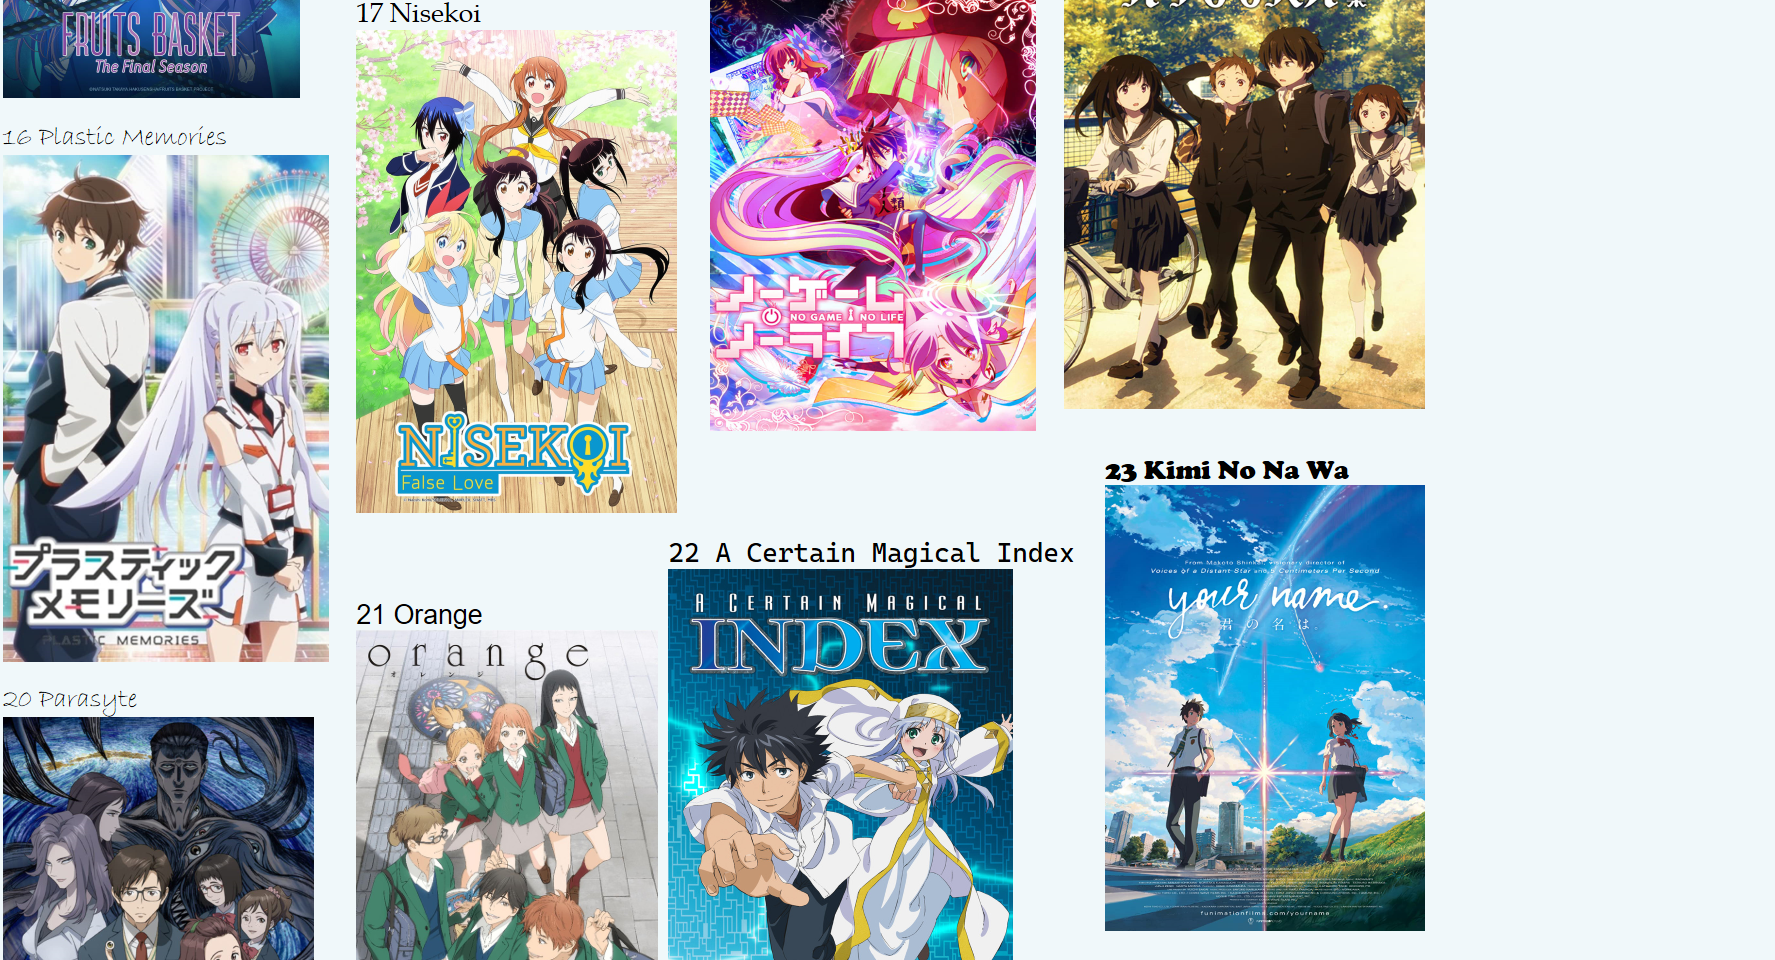 FRUITS BASKET
The Final Season
16 Plastic Memories
プラスティック
メモリーズ
PLASTIC MEMORIES
20 Parasyte
17 Nisekoi
NISEKOI
False Love
21 Orange
orange
オレンジ
ノーゲーム
NO GAME NO LIFE
ノーライフ
22 A Certain Magical Index
A CERTAIN MAGICAL
INDEX
23 Kimi No Na Wa
From Makoto Shinkai, visionary director of
Voices of a Distant Star and 5 Centimeters Per Second
your name.
君の名は。
funimationfilms.com/yourname